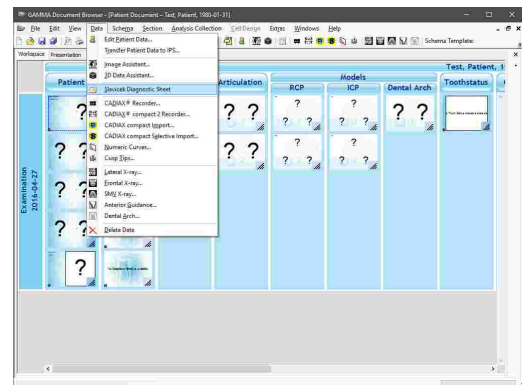 GAMMA Document Browser - [Patient Document - Test, Patient, 1980-01-31]
File Edit View Data Schema Section Analysis Collection Cell Design Extras Windows Help
Schema Template:
Workspace Presentation
Edit Patient Data...
Transfer Patient Data to IPS...
Image Assistant...
3D Data Assistant...
Slavicek Diagnostic Sheet
CADIAX® Recorder...
CADIAX® compact 2 Recorder...
CADIAX compact Import...
CADIAX compact Selective Import...
Numeric Curves...
Cusp Tips...
Lateral X-ray...
Frontal X-ray...
SMV X-ray...
Anterior Guidance...
Dental Arch...
Delete Data
Test, Patient, 1
Patient
Articulation
Models
RCP
ICP
Dental Arch
Toothstatus
Examination
2016-04-27
? ? ? ? ?
? ? ? ? ? ?
? ? ? ? ?
? ? ? ? ? ?
? ?
? ?
?